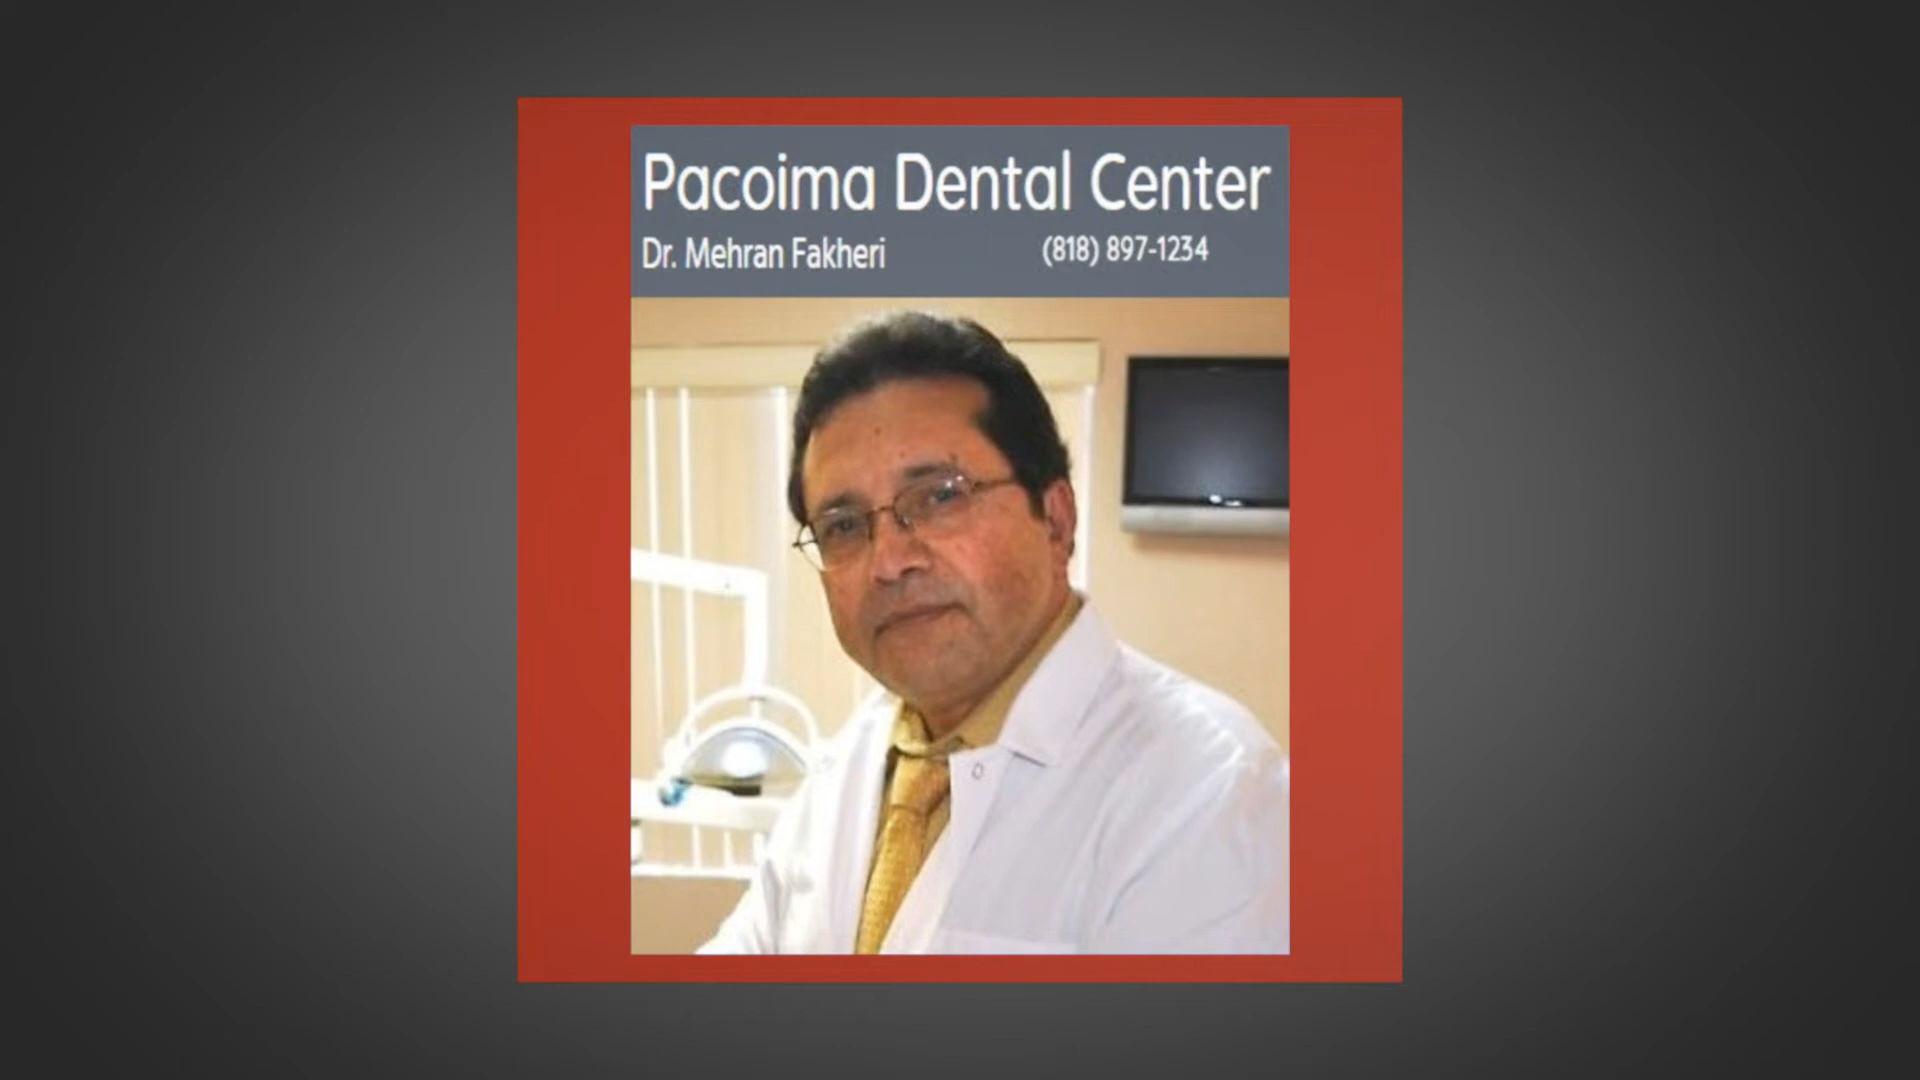 Pacoima Dental Center
Dr. Mehran Fakheri
(818) 897-1234